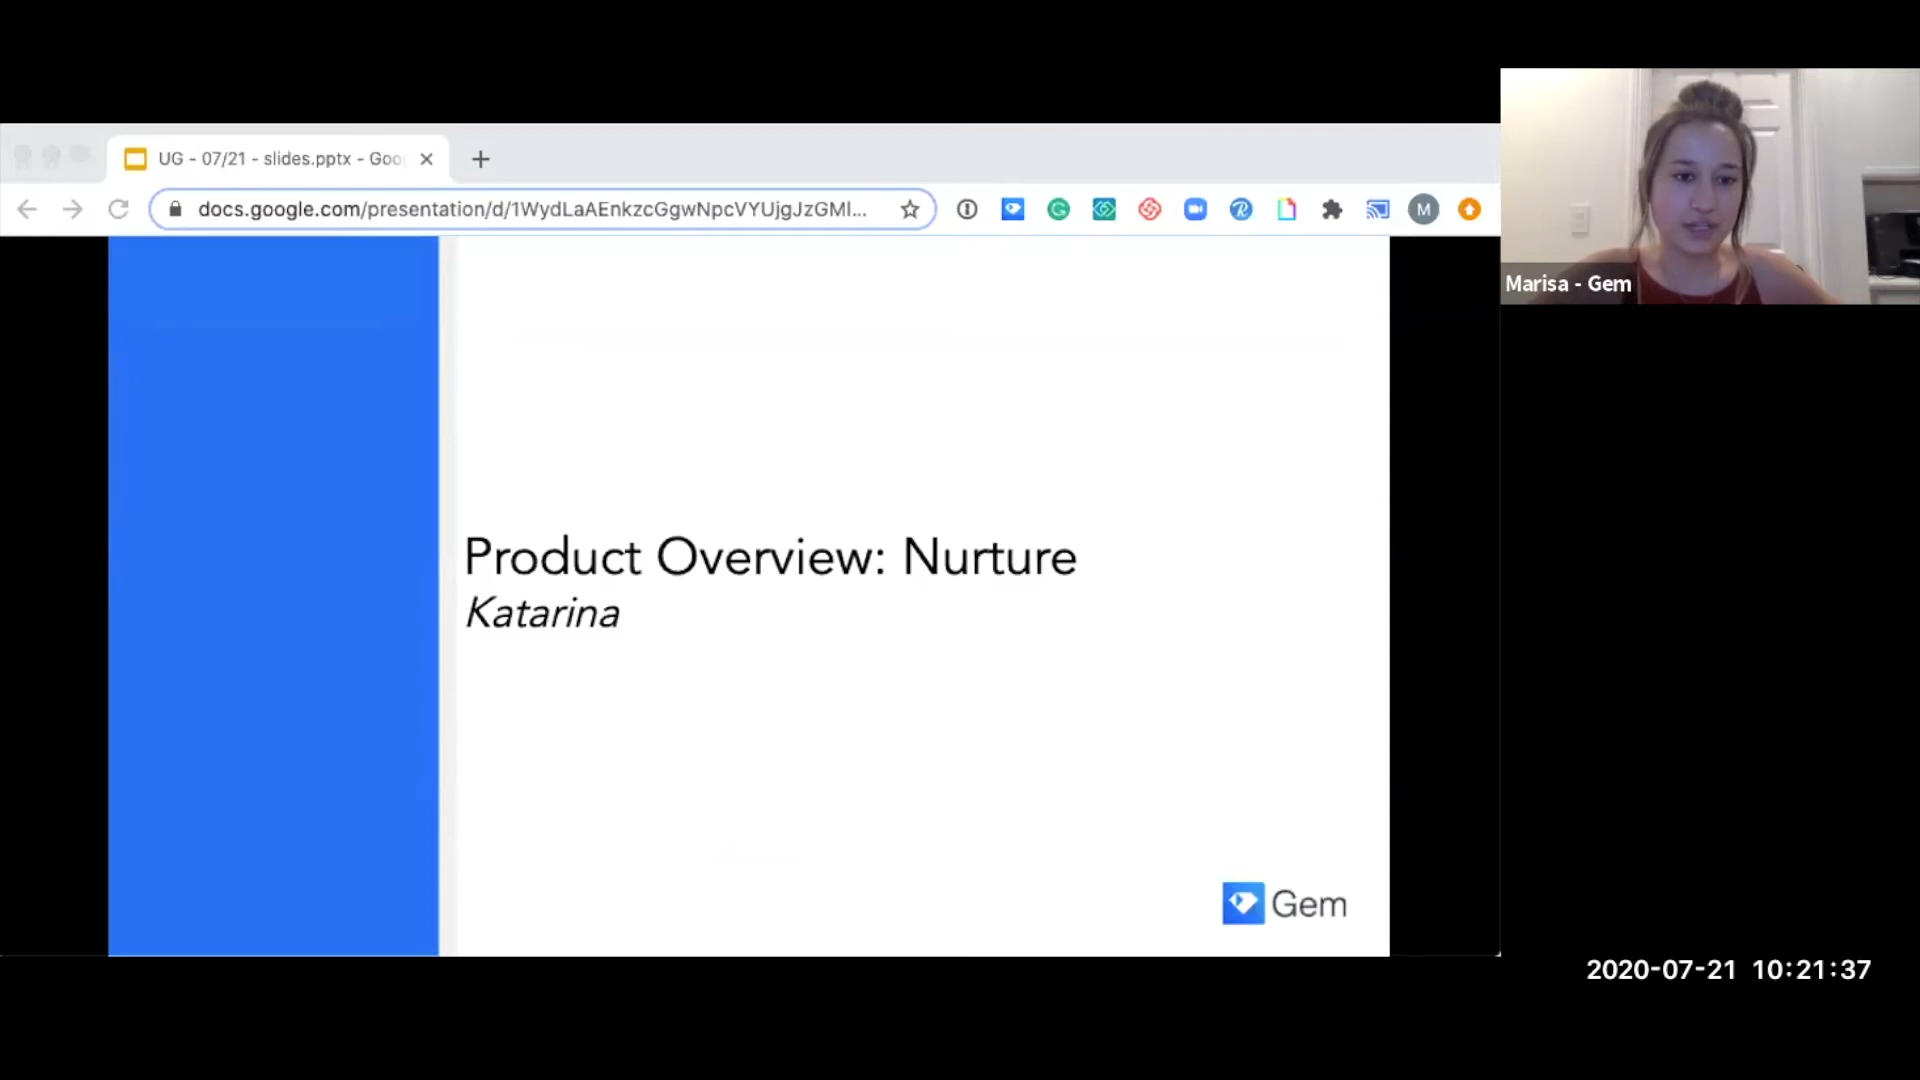 UG - 07/21 - slides.pptx - Goo
docs.google.com/presentation/d/1WydLaAEnkzcGgwNpcVYUjgJzGMI...
M
Marisa - Gem
Product Overview: Nurture
Katarina
Gem
2020-07-21 10:21:37